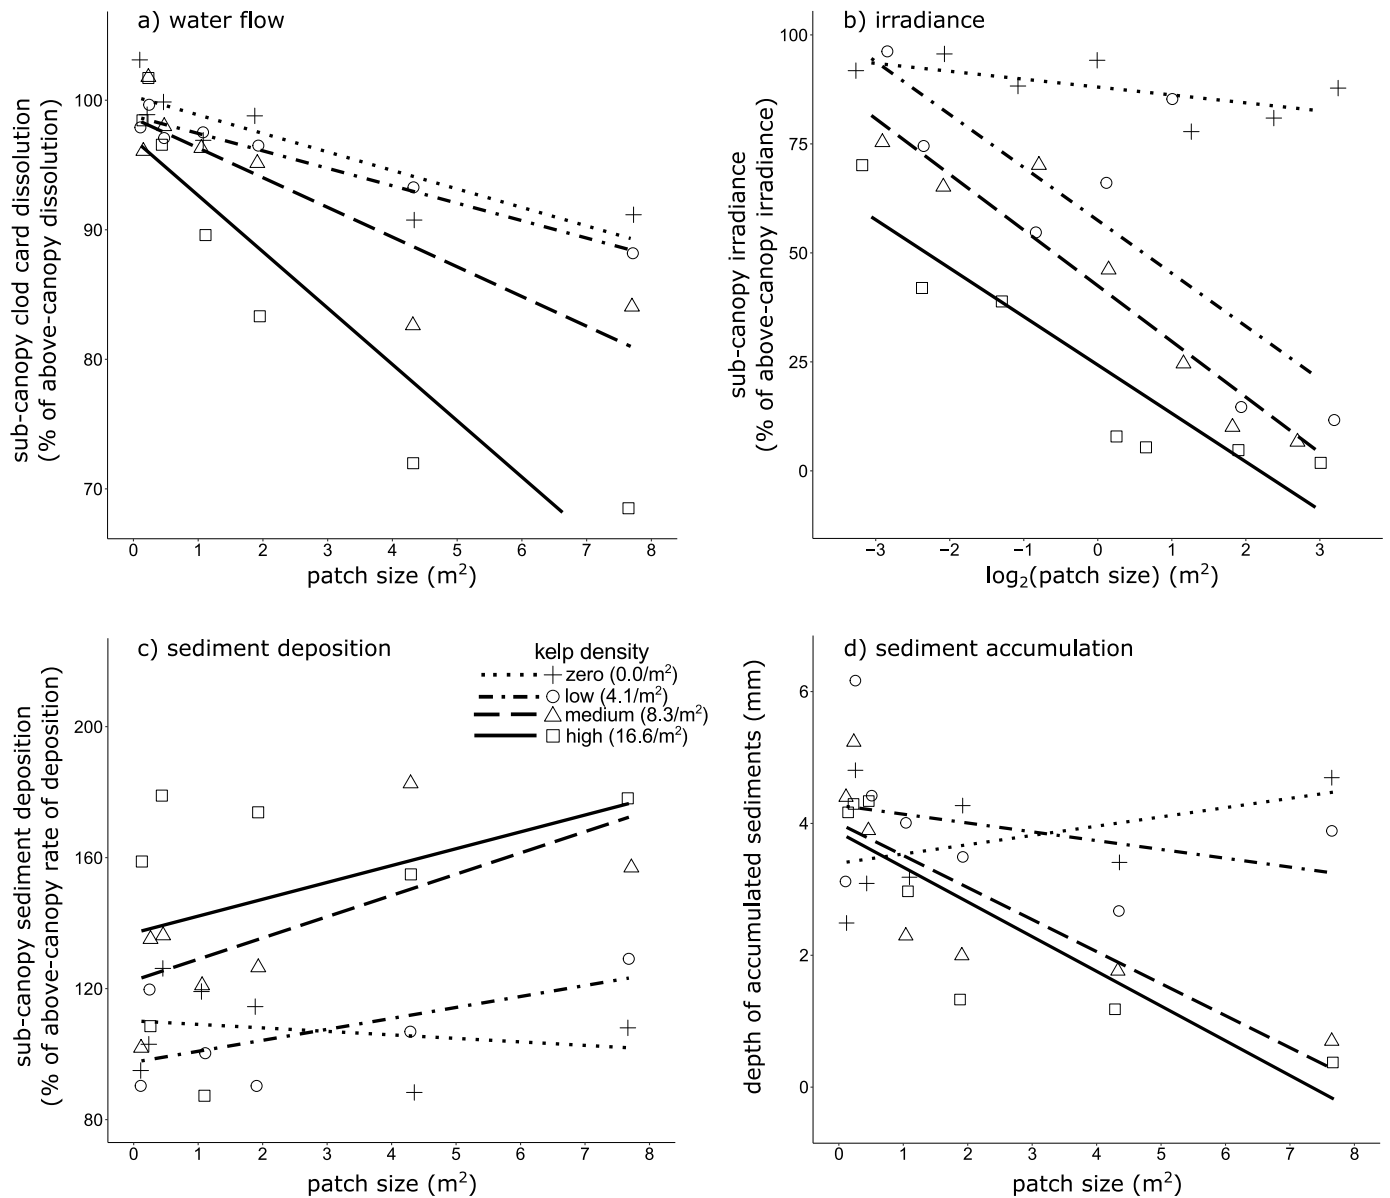 a) water flow
sub-canopy clod card dissolution
(% of above-canopy dissolution)
100
90
80
70
0 1 2 3 4 5 6 7 8
patch size (m²)
b) irradiance
sub-canopy irradiance
(% of above-canopy irradiance)
100
75
50
25
0
−3 −2 −1 0 1 2 3
log₂(patch size) (m²)
c) sediment deposition
kelp density
zero (0.0/m²)
low (4.1/m²)
medium (8.3/m²)
high (16.6/m²)
sub-canopy sediment deposition
(% of above-canopy rate of deposition)
200
160
120
80
0 1 2 3 4 5 6 7 8
patch size (m²)
d) sediment accumulation
depth of accumulated sediments (mm)
6
4
2
0
0 1 2 3 4 5 6 7 8
patch size (m²)